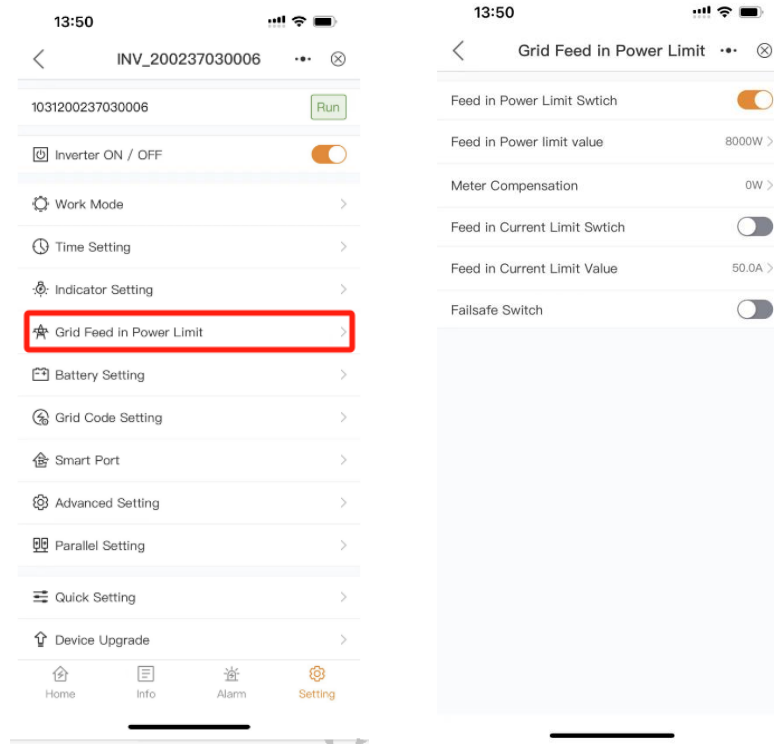 13:50
INV_200237030006
1031200237030006
Run
Inverter ON / OFF
Work Mode
Time Setting
Indicator Setting
Grid Feed in Power Limit
Battery Setting
Grid Code Setting
Smart Port
Advanced Setting
Parallel Setting
Quick Setting
Device Upgrade
Home
Info
Alarm
Setting
13:50
Grid Feed in Power Limit
Feed in Power Limit Swtich
Feed in Power limit value
8000W
Meter Compensation
0W
Feed in Current Limit Swtich
Feed in Current Limit Value
50.0A
Failsafe Switch